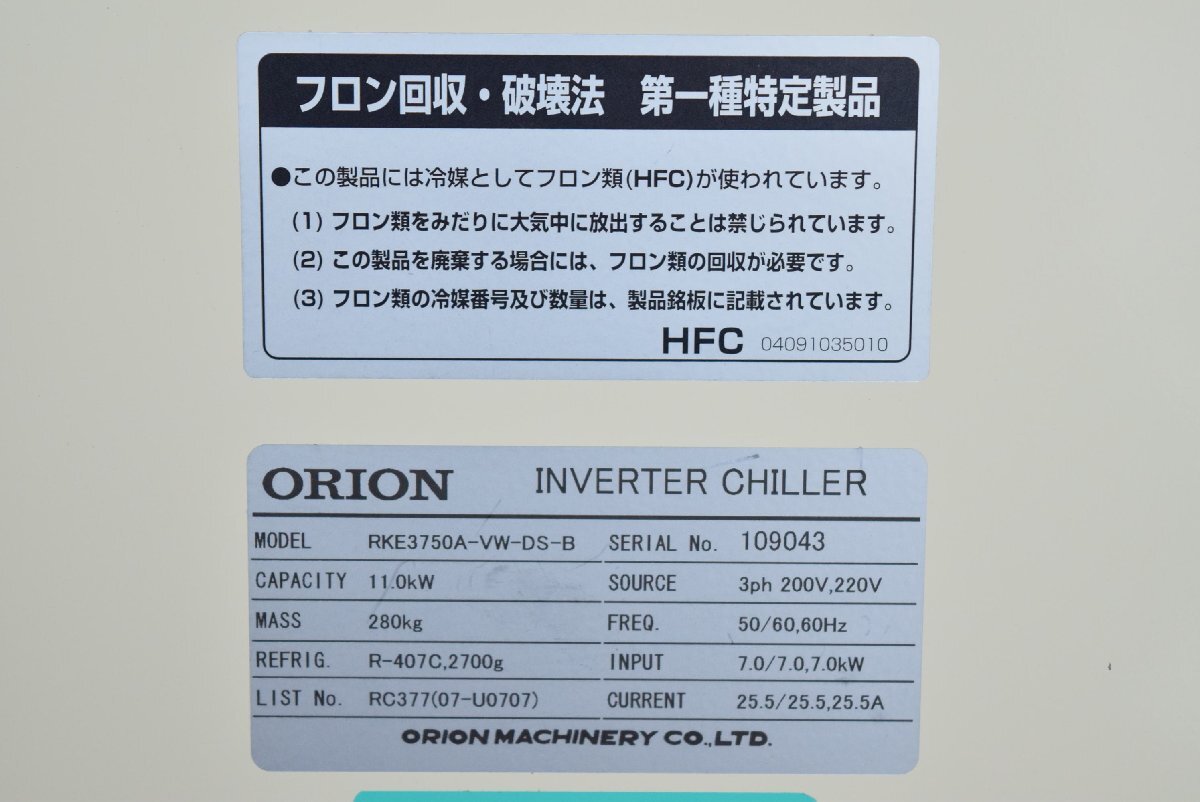 フロン回収・破壊法　第一種特定製品
●この製品には冷媒としてフロン類(HFC)が使われています。
(1) フロン類をみだりに大気中に放出することは禁じられています。
(2) この製品を廃棄する場合には、フロン類の回収が必要です。
(3) フロン類の冷媒番号及び数量は、製品銘板に記載されています。
HFC 04091035010
ORION INVERTER CHILLER
MODEL RKE3750A-VW-DS-B SERIAL No. 109043
CAPACITY 11.0kW SOURCE 3ph 200V,220V
MASS 280kg FREQ. 50/60,60Hz
REFRIG. R-407C,2700g INPUT 7.0/7.0,7.0kW
LIST No. RC377(07-U0707) CURRENT 25.5/25.5,25.5A
ORION MACHINERY CO.,LTD.